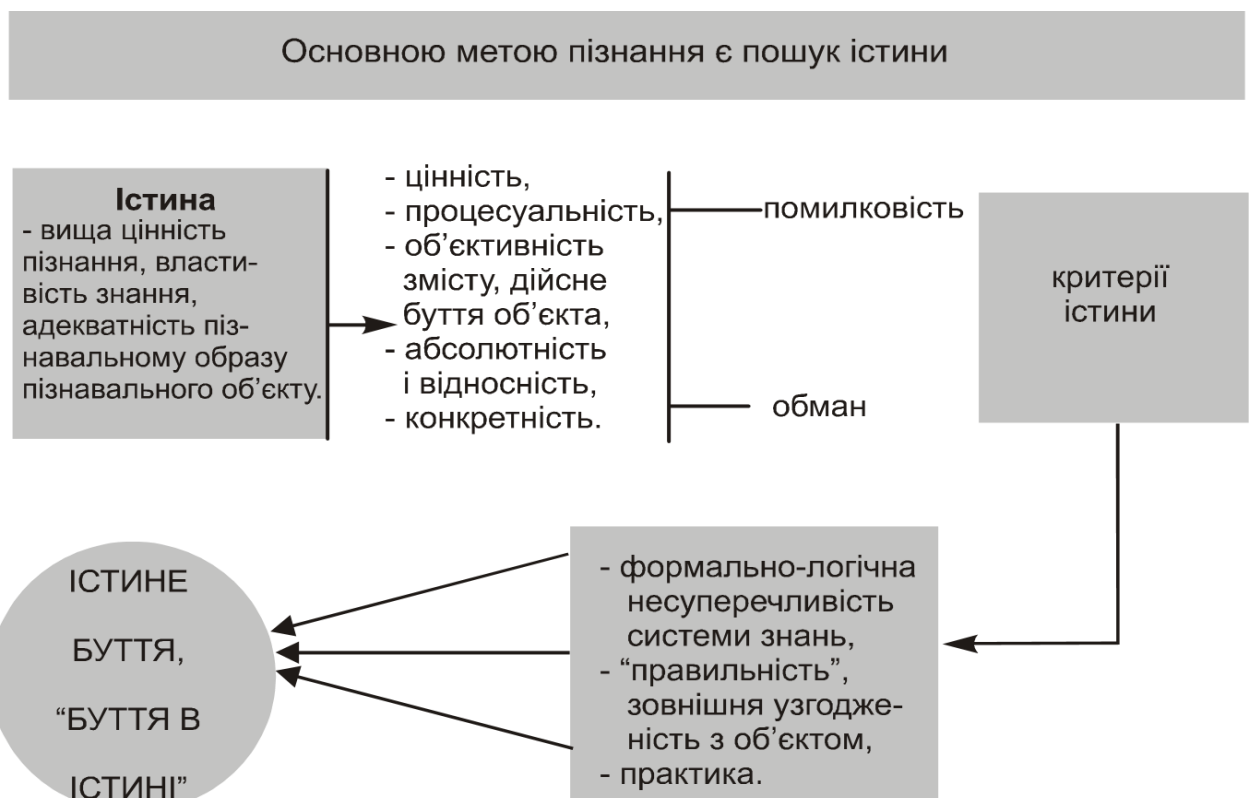 Основною метою пізнання є пошук істини
Істина
- вища цінність
пізнання, власти-
вість знання,
адекватність піз-
навальному образу
пізнавального об’єкту.
- цінність,
- процесуальність,
- об’єктивність
змісту, дійсне
буття об’єкта,
- абсолютність
і відносність,
- конкретність.
помилковість
обман
критерії
істини
- формально-логічна
несуперечливість
системи знань,
- “правильність”,
зовнішня узгодже-
ність з об’єктом,
- практика.
ІСТИНЕ
БУТТЯ,
“БУТТЯ В
ІСТИНІ”